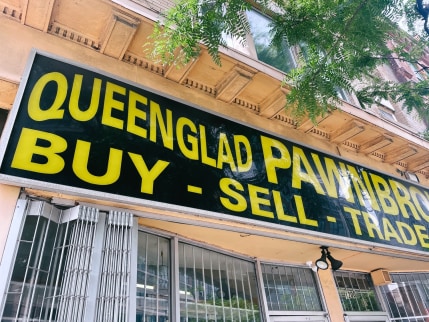 QUEENGLAD PAWNBRO
BUY - SELL - TRADE